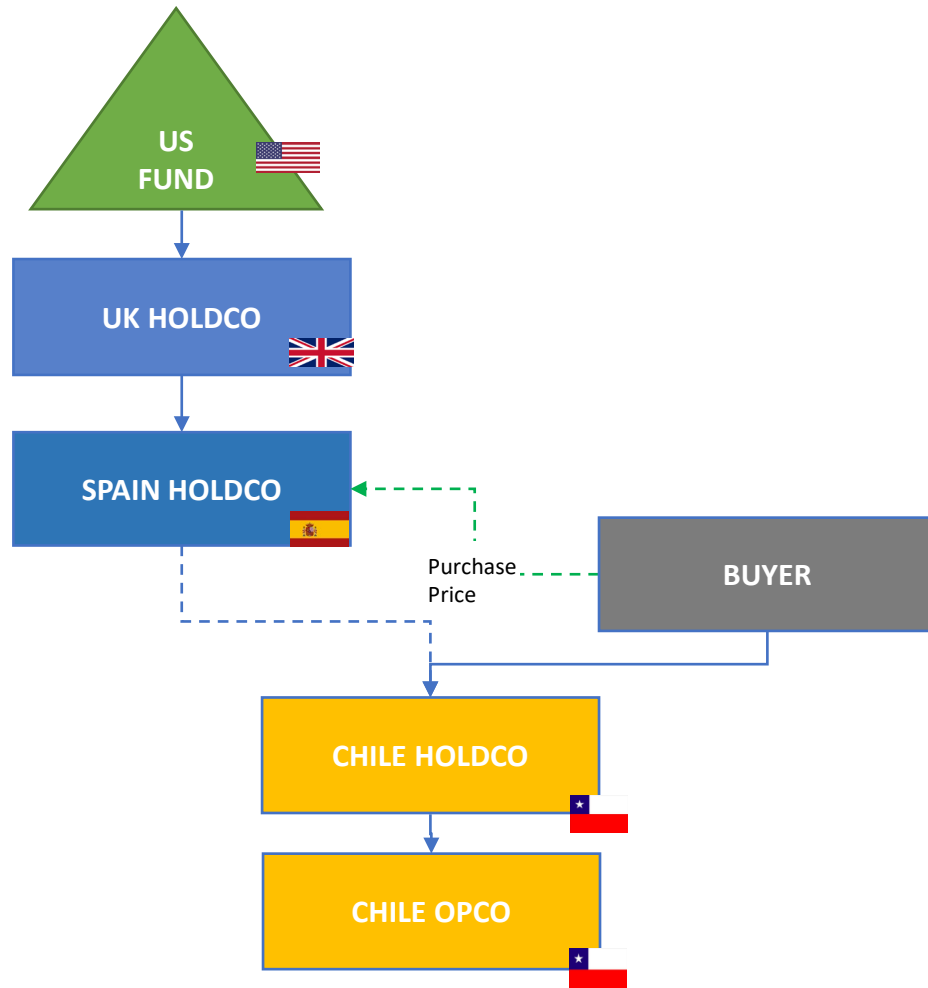 US
FUND
UK HOLDCO
SPAIN HOLDCO
Purchase
Price
BUYER
CHILE HOLDCO
CHILE OPCO